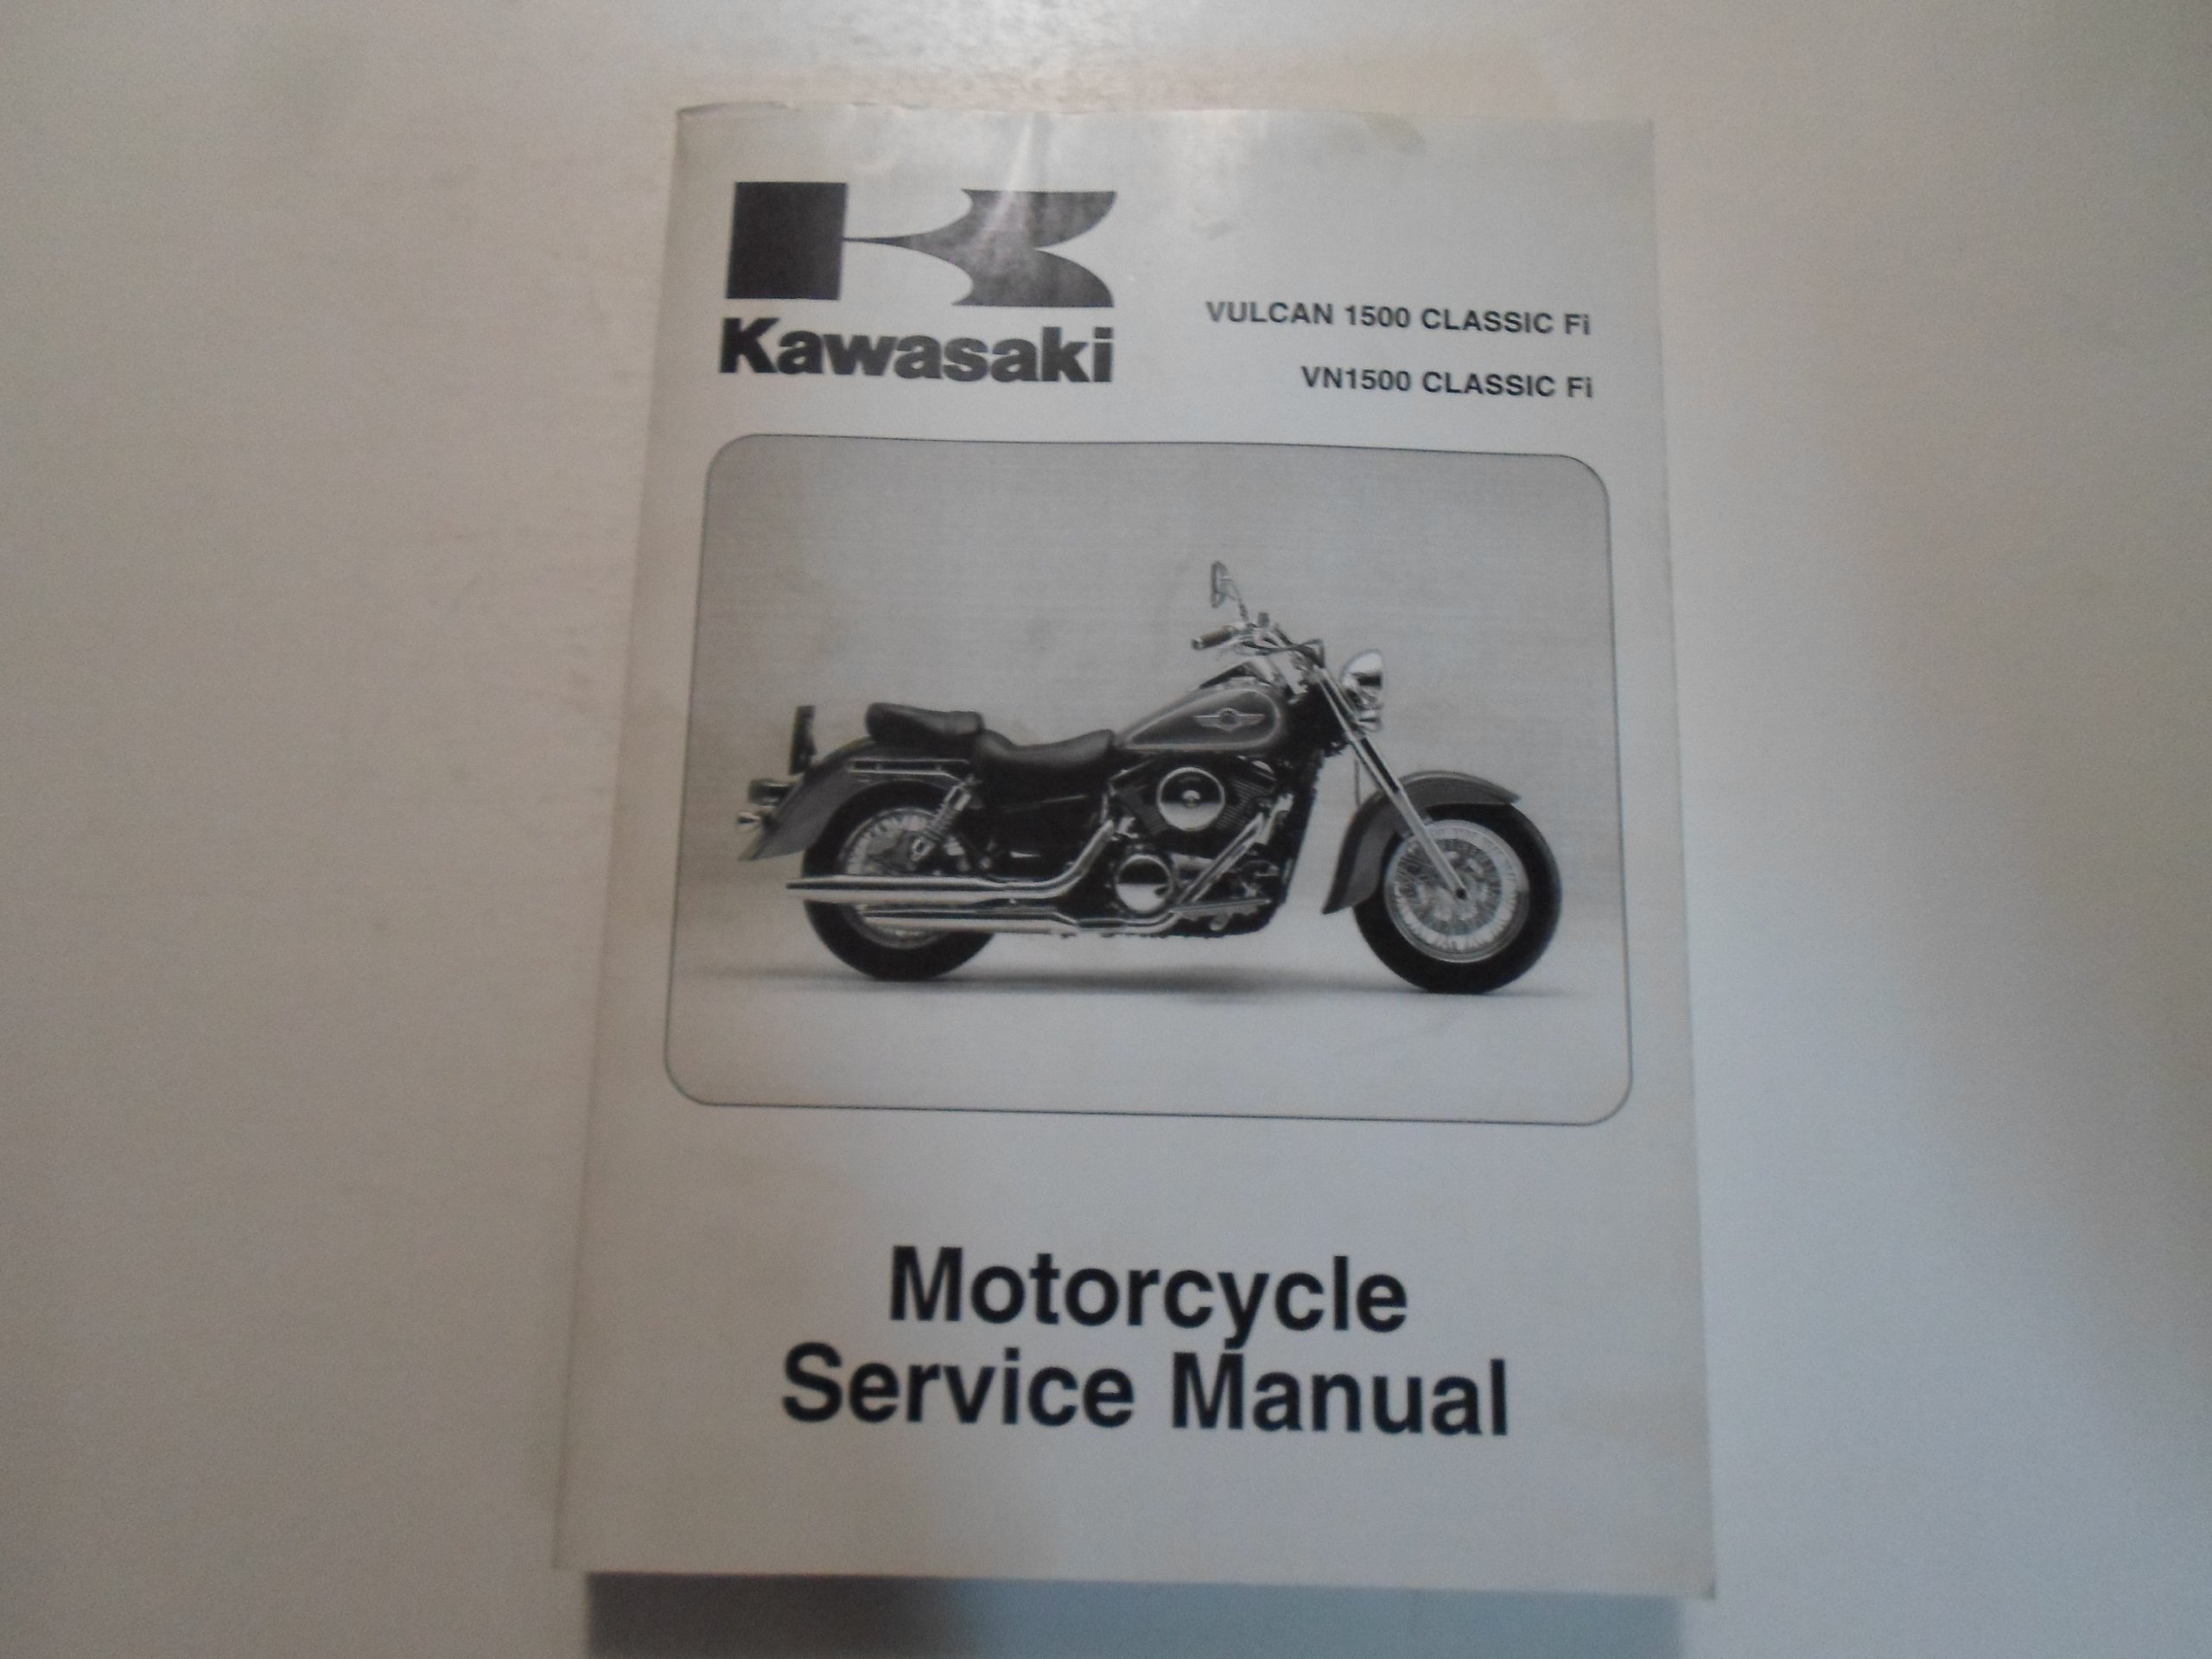 Kawasaki
VULCAN 1500 CLASSIC Fi
VN1500 CLASSIC Fi
Motorcycle
Service Manual